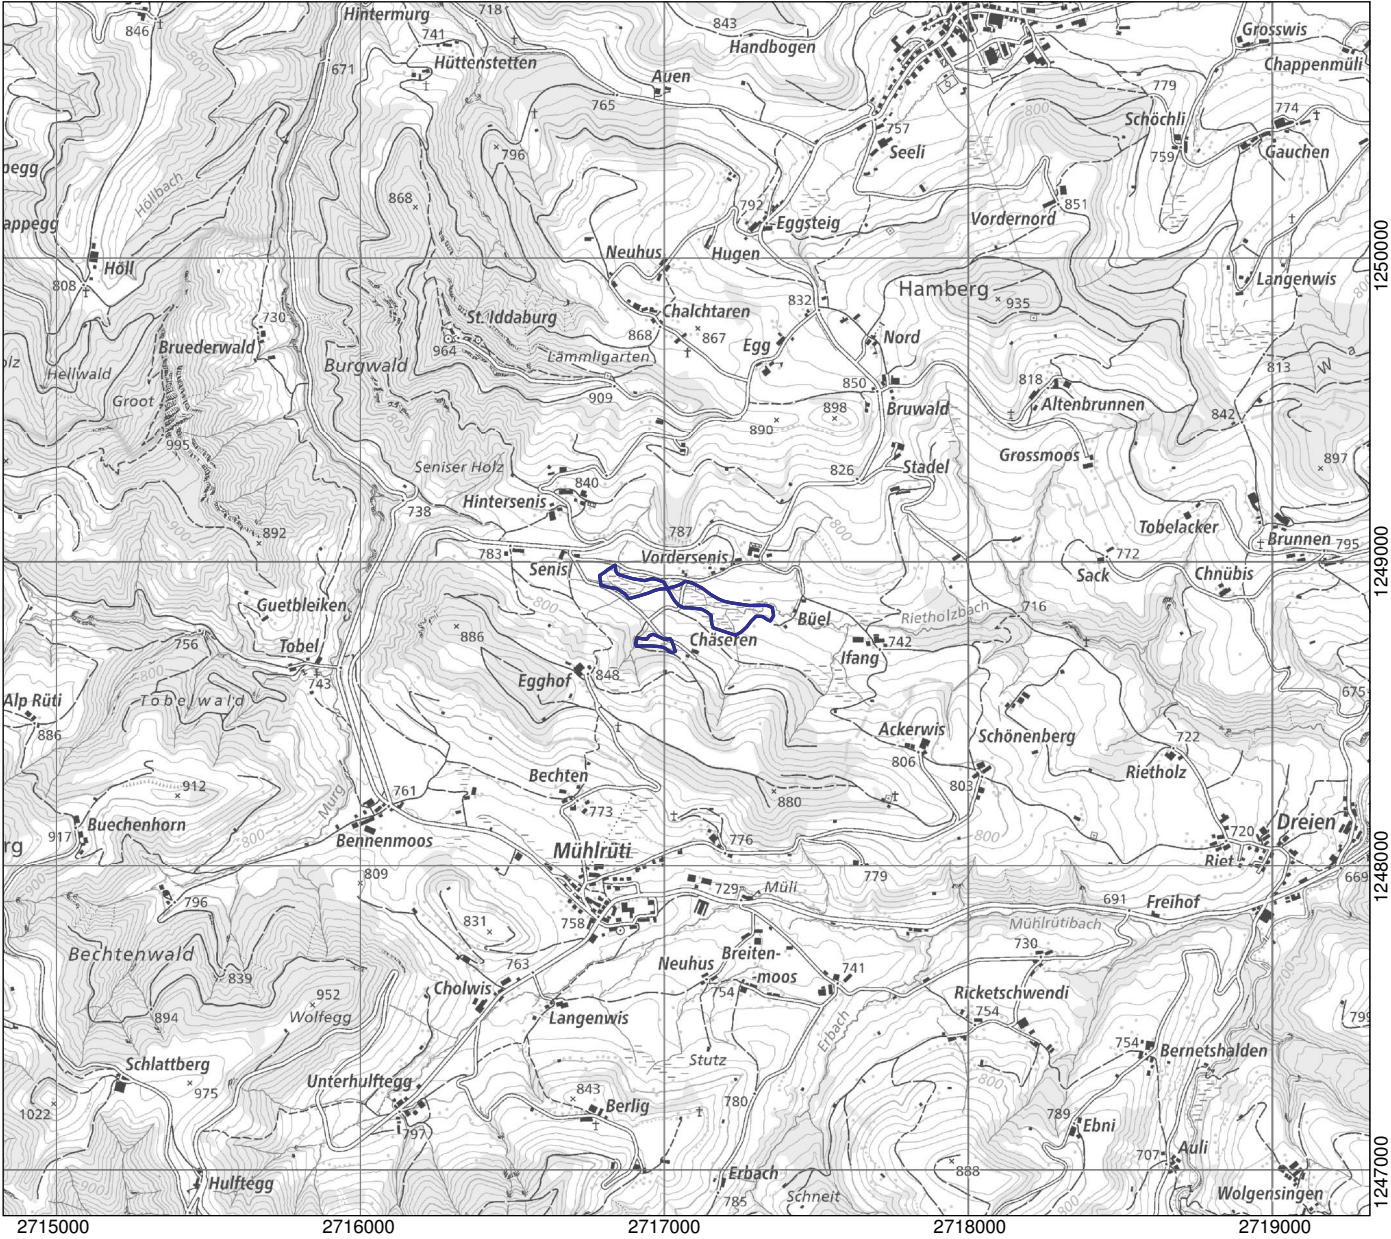 Hintermurg
718
846
741
843
Handbogen
Grosswis
Chappenmüli
671
Hüttenstetten
Auen
765
779
774
Schöchli
757
Seeli
759
Gauchen
800
796
868
Höllbach
792
Eggsteig
Vordernord
851
Hugen
Neuhus
Höll
808
Langenwis
1250000
Hamberg
935
832
Chalchtaren
868
867
St. Iddaburg
964
730
Bruederwald
Egg
Nord
Lämmligarten
Burgwald
Hellwald
Groot
909
850
Bruwald
818
Altenbrunnen
813
Wa
842
898
890
995
Seniser Holz
826
Stadel
Grossmoos
897
840
Hintersenis
738
787
Tobelacker
892
783
Vordersenis
Brunnen
795
1249000
Senis
772
Sack
Chnübis
800
Guetbleiken
886
Büel
Rietholzbach
716
756
Tobel
Chäseren
742
Ifang
743
Egghof
848
Tobelwald
Alp Rüti
886
675
Ackerwis
806
Schönenberg
722
Rietholz
912
Bechten
773
761
880
803
Murg
Buechenhorn
917
800
Bennenmoos
776
720
Dreien
Mühlrüti
Riet
809
779
669
1248000
796
729
Müli
691
Freihof
831
758
Mühlrütibach
Bechtenwald
730
763
Neuhus
Breiten-
-moos
741
839
Cholwis
754
Ricketschwendi
952
Wolfegg
894
Langenwis
754
Erbach
799
Stutz
754
Bernetshalden
Schlattberg
975
Unterhulftegg
843
780
800
1022
Berlig
789
Ebni
797
707
Auli
888
1247000
Hulftegg
900
Erbach
785
Schneit
Wolgensingen
2715000
2716000
2717000
2718000
2719000